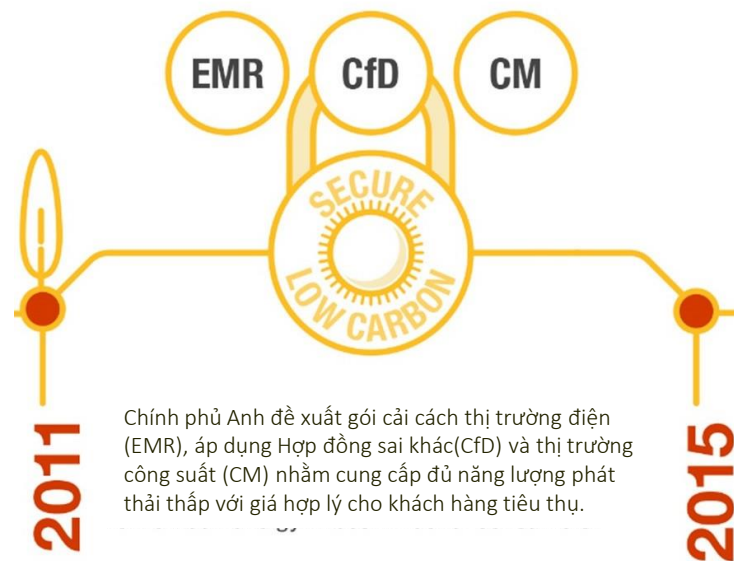 EMR CfD CM
SECURE
LOW CARBON
2011
Chính phủ Anh đề xuất gói cải cách thị trường điện
(EMR), áp dụng Hợp đồng sai khác(CfD) và thị trường
công suất (CM) nhằm cung cấp đủ năng lượng phát
thải thấp với giá hợp lý cho khách hàng tiêu thụ.
2015